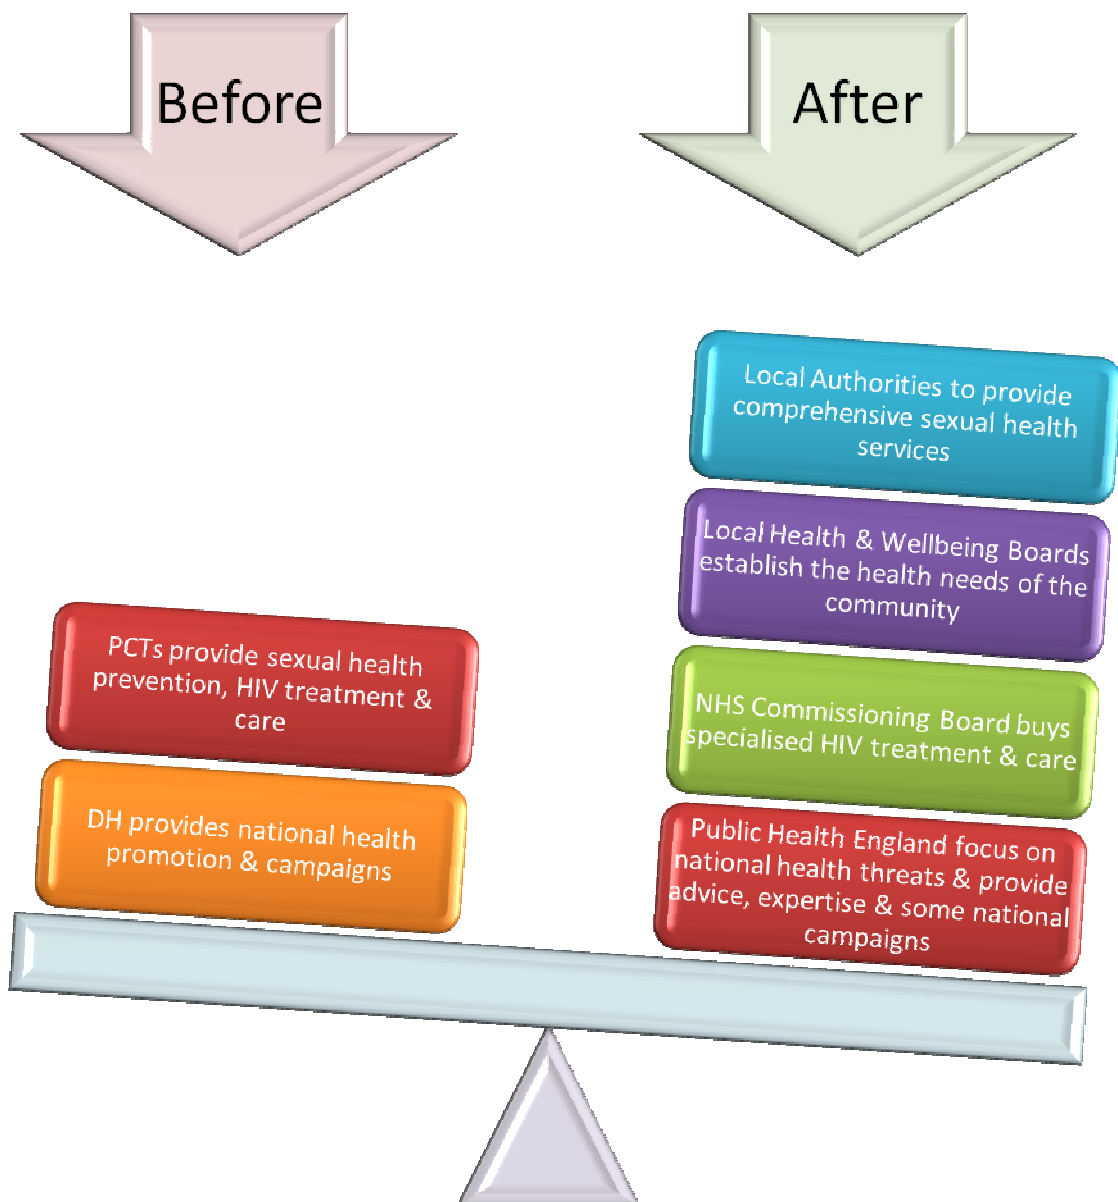 Before
After
PCTs provide sexual health
prevention, HIV treatment &
care
DH provides national health
promotion & campaigns
Local Authorities to provide
comprehensive sexual health
services
Local Health & Wellbeing Boards
establish the health needs of the
community
NHS Commissioning Board buys
specialised HIV treatment & care
Public Health England focus on
national health threats & provide
advice, expertise & some national
campaigns